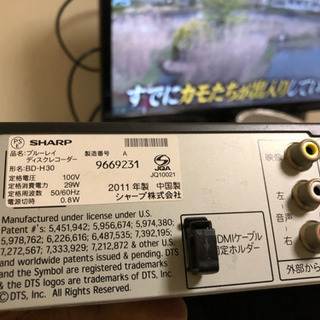 すでにカモたちが出入りしてい
SHARP
品名:ブルーレイ
ディスクレコーダー
形名:BD-H30
製造番号 A
9669231
JQA
JQ10021
定格電圧: 100V
定格周波数: 50/60Hz
定格消費電力: 29W
電源切時: 0.8W
2011年製 中国製
シャープ株式会社
Manufactured under license under U.S.
Patent #'s: 5,451,942; 5,956,674; 5,974,380;
5,978,762; 6,226,616; 6,487,535; 7,392,195;
7,272,567; 7,333,929; 7,212,872 & other U.S.
and worldwide patents issued & pending. DTS
and the Symbol are registered trademarks
& the DTS logos are trademarks of DTS, Inc.
© DTS, Inc. All Rights Reserved
HDMIケーブル
固定ホルダー
映像
左
音声
右
外部から